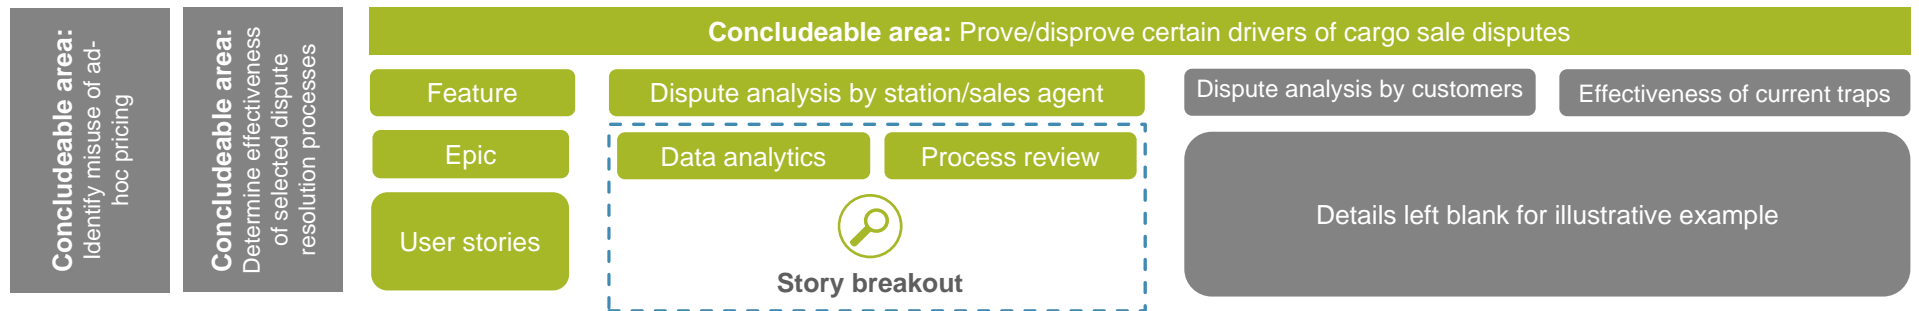 Concludeable area:
Identify misuse of ad-
hoc pricing
Concludeable area:
Determine effectiveness
of selected dispute
resolution processes
Concludeable area: Prove/disprove certain drivers of cargo sale disputes
Feature
Dispute analysis by station/sales agent
Dispute analysis by customers
Effectiveness of current traps
Epic
Data analytics
Process review
User stories
Story breakout
Details left blank for illustrative example